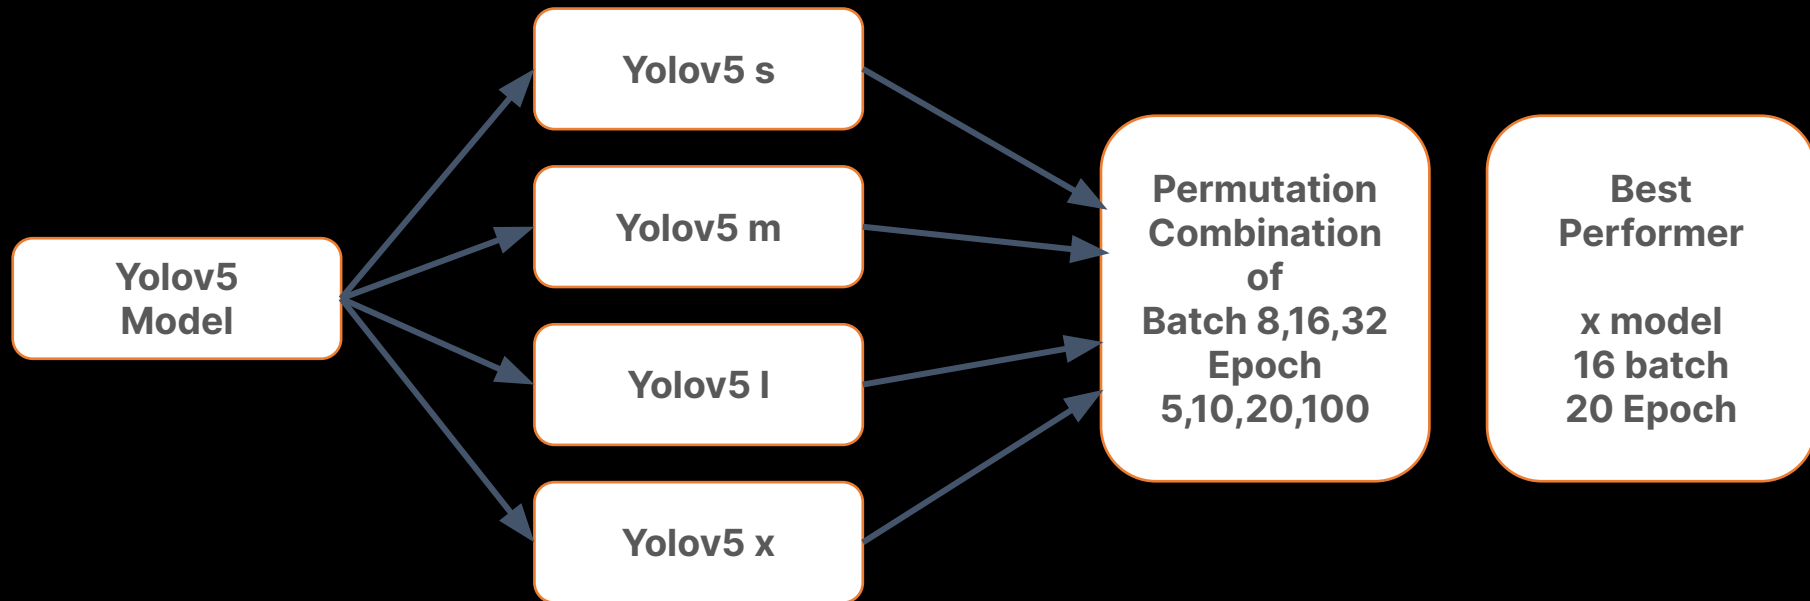 Yolov5
Model
Yolov5 s
Yolov5 m
Yolov5 l
Yolov5 x
Permutation
Combination
of
Batch 8,16,32
Epoch
5,10,20,100
Best
Performer
x model
16 batch
20 Epoch